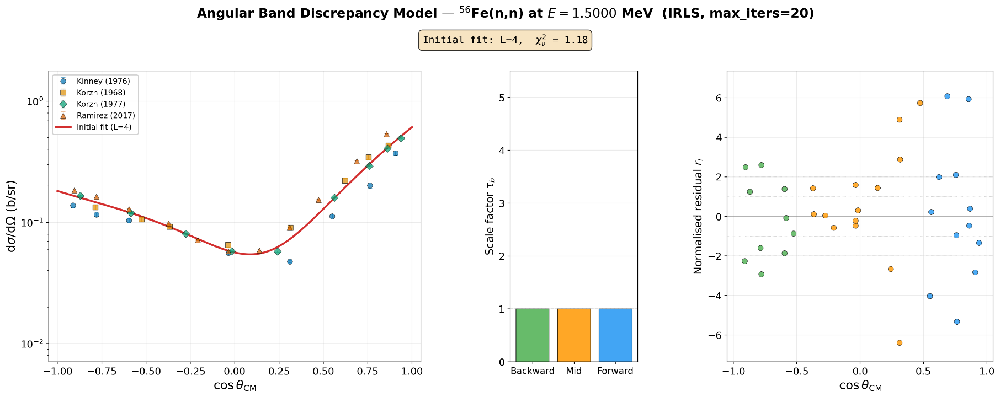 Angular Band Discrepancy Model — ⁵⁶Fe(n,n) at E = 1.5000 MeV (IRLS, max_iters=20)
Initial fit: L=4, χ²ᵥ = 1.18
Kinney (1976)
Korzh (1968)
Korzh (1977)
Ramirez (2017)
Initial fit (L=4)
dσ/dΩ (b/sr)
10⁰
10⁻¹
10⁻²
−1.00 −0.75 −0.50 −0.25 0.00 0.25 0.50 0.75 1.00
cos θ_CM
Scale factor τ_b
5
4
3
2
1
0
Backward Mid Forward
Normalised residual r_i
6
4
2
0
−2
−4
−6
−1.0 −0.5 0.0 0.5 1.0
cos θ_CM